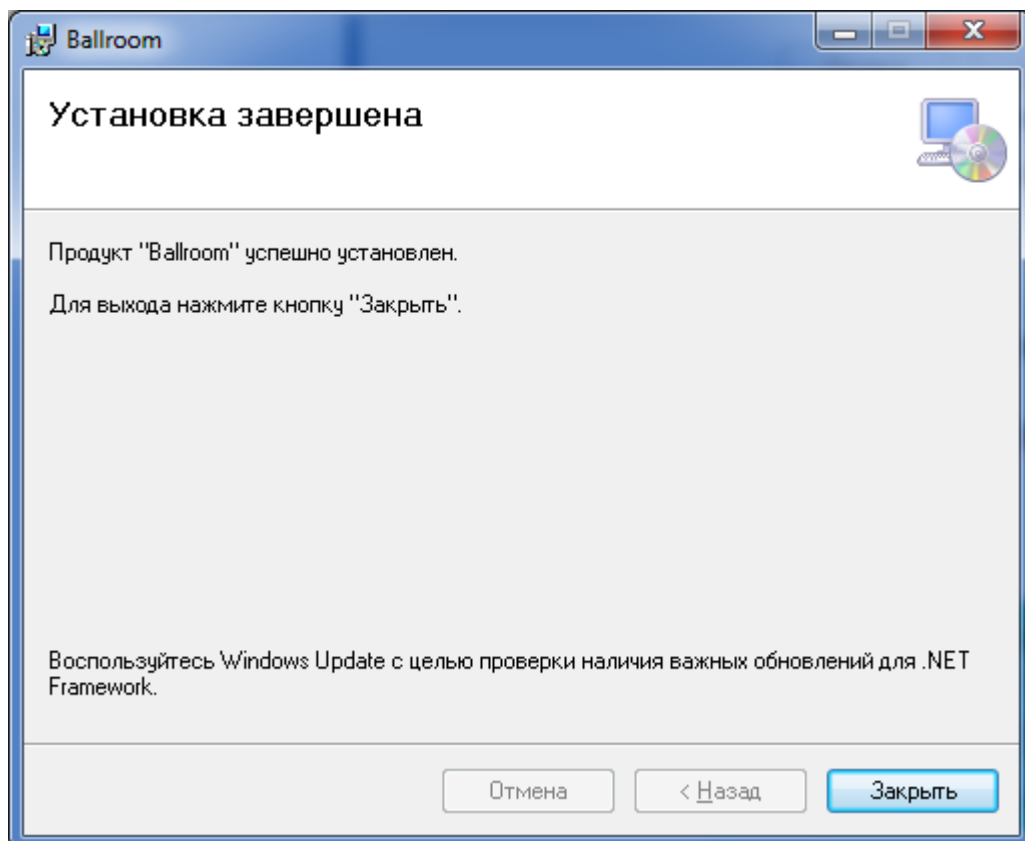 Ballroom
Установка завершена
Продукт "Ballroom" успешно установлен.
Для выхода нажмите кнопку "Закрыть".
Воспользуйтесь Windows Update с целью проверки наличия важных обновлений для .NET
Framework.
Отмена
< Назад
Закрыть